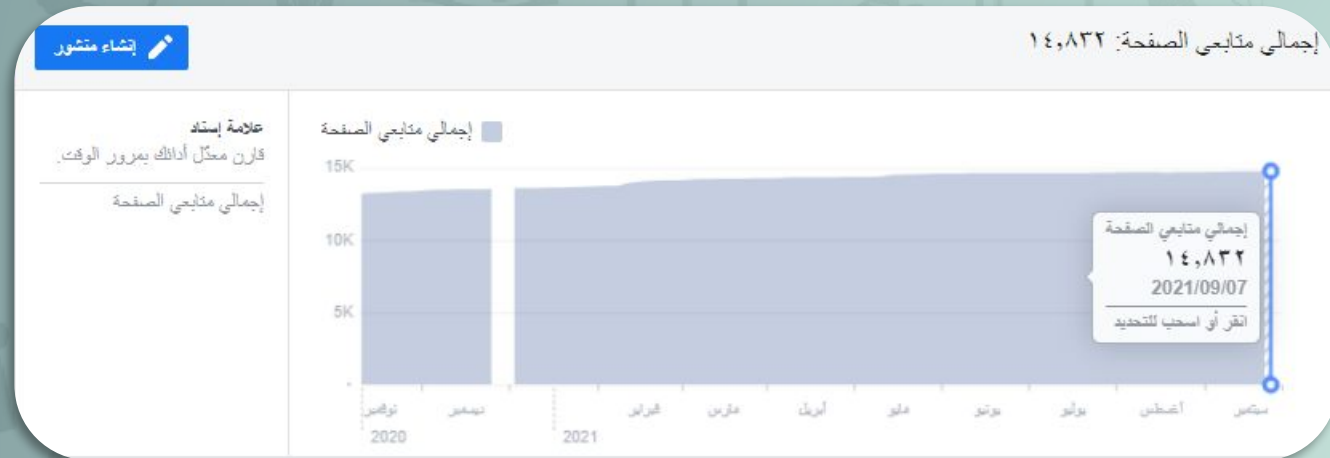 إجمالي متابعي الصفحة: ١٤,٨٣٢
إنشاء منشور
إجمالي متابعي الصفحة
علامة إسناد
قارن معدّل أدائك بمرور الوقت.
إجمالي متابعي الصفحة
15K
10K
5K
إجمالي متابعي الصفحة
١٤,٨٣٢
2021/09/07
انقر أو اسحب للتحديد
نوفمبر
ديسمبر
فبراير
مارس
أبريل
مايو
يونيو
يوليو
أغسطس
سبتمبر
2020
2021